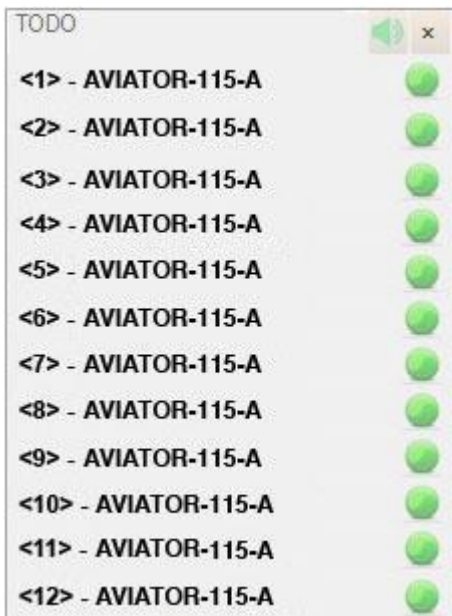 TODO
×
<1> - AVIATOR-115-A
<2> - AVIATOR-115-A
<3> - AVIATOR-115-A
<4> - AVIATOR-115-A
<5> - AVIATOR-115-A
<6> - AVIATOR-115-A
<7> - AVIATOR-115-A
<8> - AVIATOR-115-A
<9> - AVIATOR-115-A
<10> - AVIATOR-115-A
<11> - AVIATOR-115-A
<12> - AVIATOR-115-A